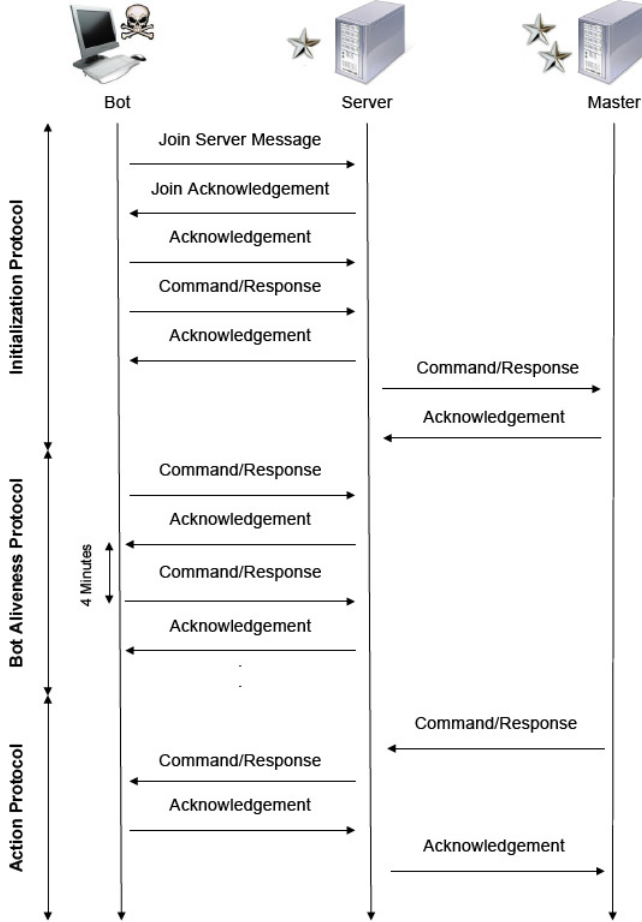 Bot
Server
Master
Initialization Protocol
Join Server Message
Join Acknowledgement
Acknowledgement
Command/Response
Acknowledgement
Command/Response
Acknowledgement
Bot Aliveness Protocol
Command/Response
Acknowledgement
4 Minutes
Command/Response
Acknowledgement
.
.
Action Protocol
Command/Response
Command/Response
Acknowledgement
Acknowledgement